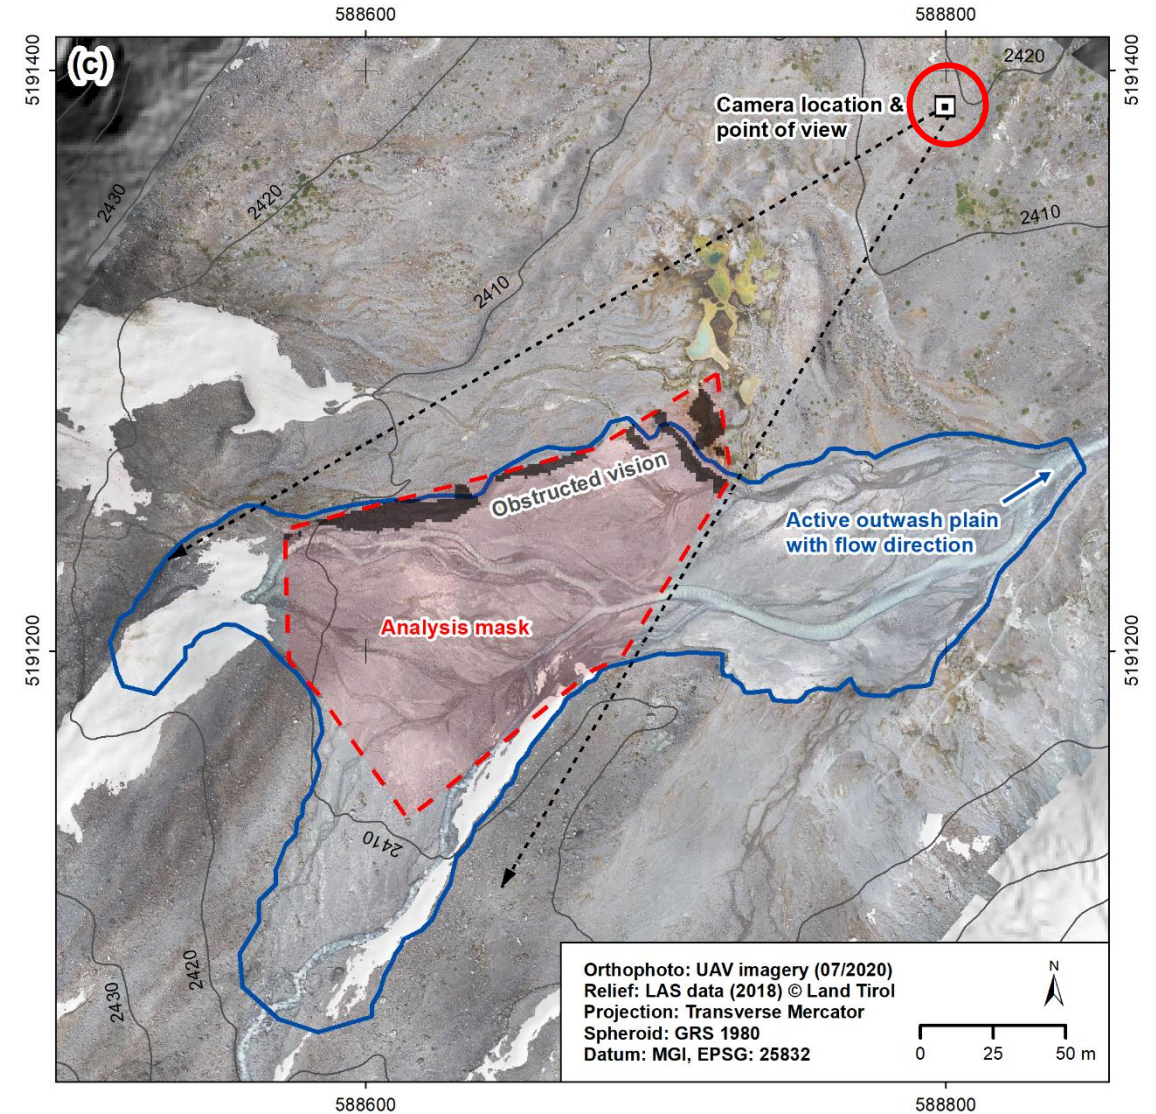 588600
588800
(c)
5191400
5191400
2420
Camera location &
point of view
2430
2420
2410
2410
Obstructed vision
Active outwash plain
with flow direction
Analysis mask
5191200
5191200
2410
2420
2430
Orthophoto: UAV imagery (07/2020)
Relief: LAS data (2018) © Land Tirol
Projection: Transverse Mercator
Spheroid: GRS 1980
Datum: MGI, EPSG: 25832
N
0 25 50 m
588600
588800